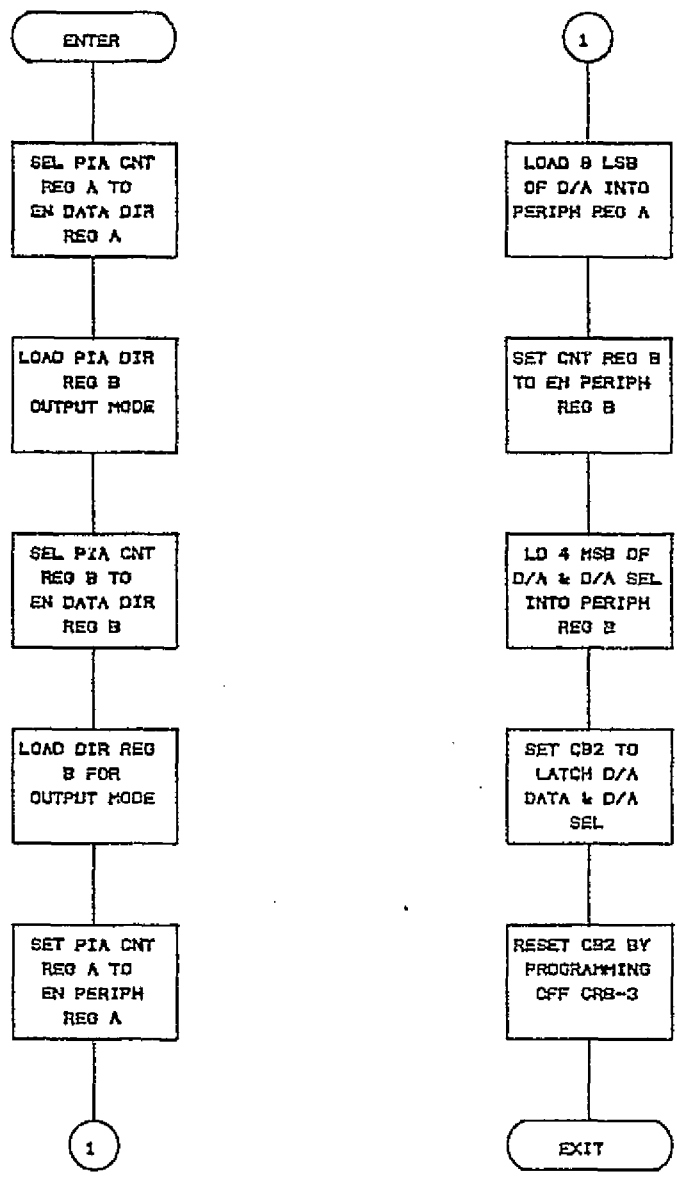 ENTER
SEL PIA CNT
REG A TO
EN DATA DIR
REG A
LOAD PIA DIR
REG B
OUTPUT MODE
SEL PIA CNT
REG B TO
EN DATA DIR
REG B
LOAD DIR REG
B FOR
OUTPUT MODE
SET PIA CNT
REG A TO
EN PERIPH
REG A
1
1
LOAD 8 LSB
OF D/A INTO
PERIPH REG A
SET CNT REG B
TO EN PERIPH
REG B
LD 4 MSB OF
D/A & D/A SEL
INTO PERIPH
REG B
SET CB2 TO
LATCH D/A
DATA & D/A
SEL
RESET CB2 BY
PROGRAMMING
OFF CRB-3
EXIT